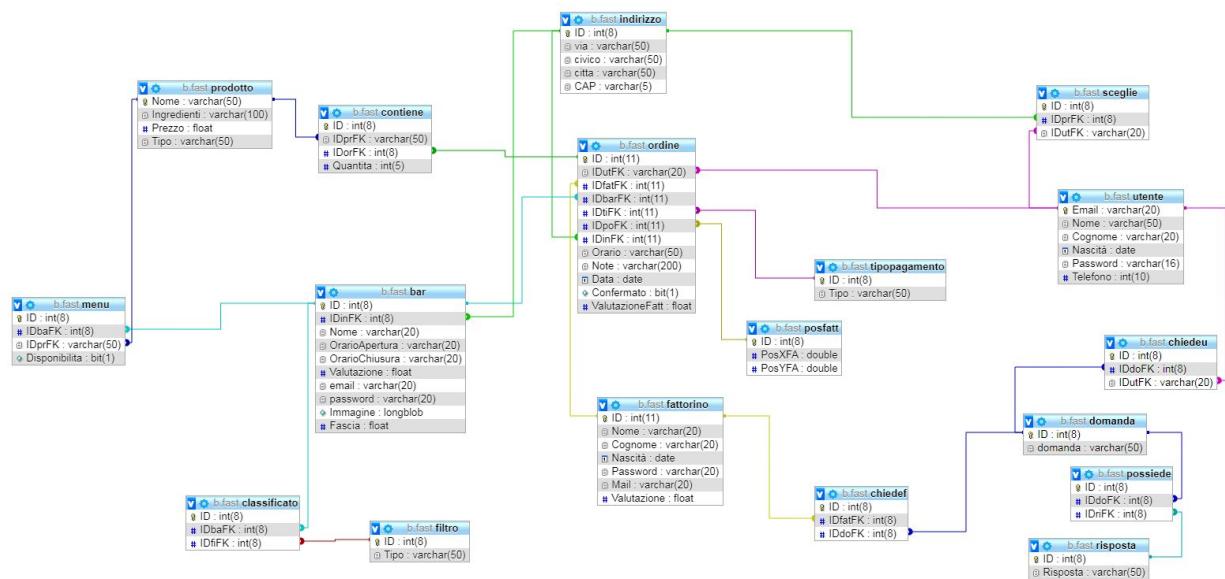 b.fast indirizzo
ID : int(8)
via : varchar(50)
civico : varchar(50)
citta : varchar(50)
CAP : varchar(5)
b.fast prodotto
Nome : varchar(50)
Ingredienti : varchar(100)
Prezzo : float
Tipo : varchar(50)
b.fast contiene
ID : int(8)
IDprFK : varchar(50)
IDorFK : int(8)
Quantita : int(5)
b.fast sceglie
ID : int(8)
IDprFK : int(8)
IDutFK : varchar(20)
b.fast ordine
ID : int(11)
IDutFK : varchar(20)
IDfatFK : int(11)
IDbarFK : int(11)
IDtiFK : int(11)
IDpoFK : int(11)
IDinFK : int(11)
Orario : varchar(50)
Note : varchar(200)
Data : date
Confermato : bit(1)
ValutazioneFatt : float
b.fast utente
Email : varchar(20)
Nome : varchar(50)
Cognome : varchar(20)
Nascità : date
Password : varchar(16)
Telefono : int(10)
b.fast tipopagamento
ID : int(8)
Tipo : varchar(50)
b.fast menu
ID : int(8)
IDbaFK : int(8)
IDprFK : varchar(50)
Disponibilita : bit(1)
b.fast bar
ID : int(8)
IDinFK : int(8)
Nome : varchar(20)
OrarioApertura : varchar(20)
OrarioChiusura : varchar(20)
Valutazione : float
email : varchar(20)
password : varchar(20)
Immagine : longblob
Fascia : float
b.fast posfatt
ID : int(8)
PosXFA : double
PosYFA : double
b.fast chiedeu
ID : int(8)
IDdoFK : int(8)
IDutFK : varchar(20)
b.fast fattorino
ID : int(11)
Nome : varchar(20)
Cognome : varchar(20)
Nascità : date
Password : varchar(20)
Mail : varchar(20)
Valutazione : float
b.fast domanda
ID : int(8)
domanda : varchar(50)
b.fast possiede
ID : int(8)
IDdoFK : int(8)
IDriFK : int(8)
b.fast chiedef
ID : int(8)
IDfatFK : int(8)
IDdoFK : int(8)
b.fast classificato
ID : int(8)
IDbaFK : int(8)
IDfiFK : int(8)
b.fast filtro
ID : int(8)
Tipo : varchar(50)
b.fast risposta
ID : int(8)
Risposta : varchar(50)